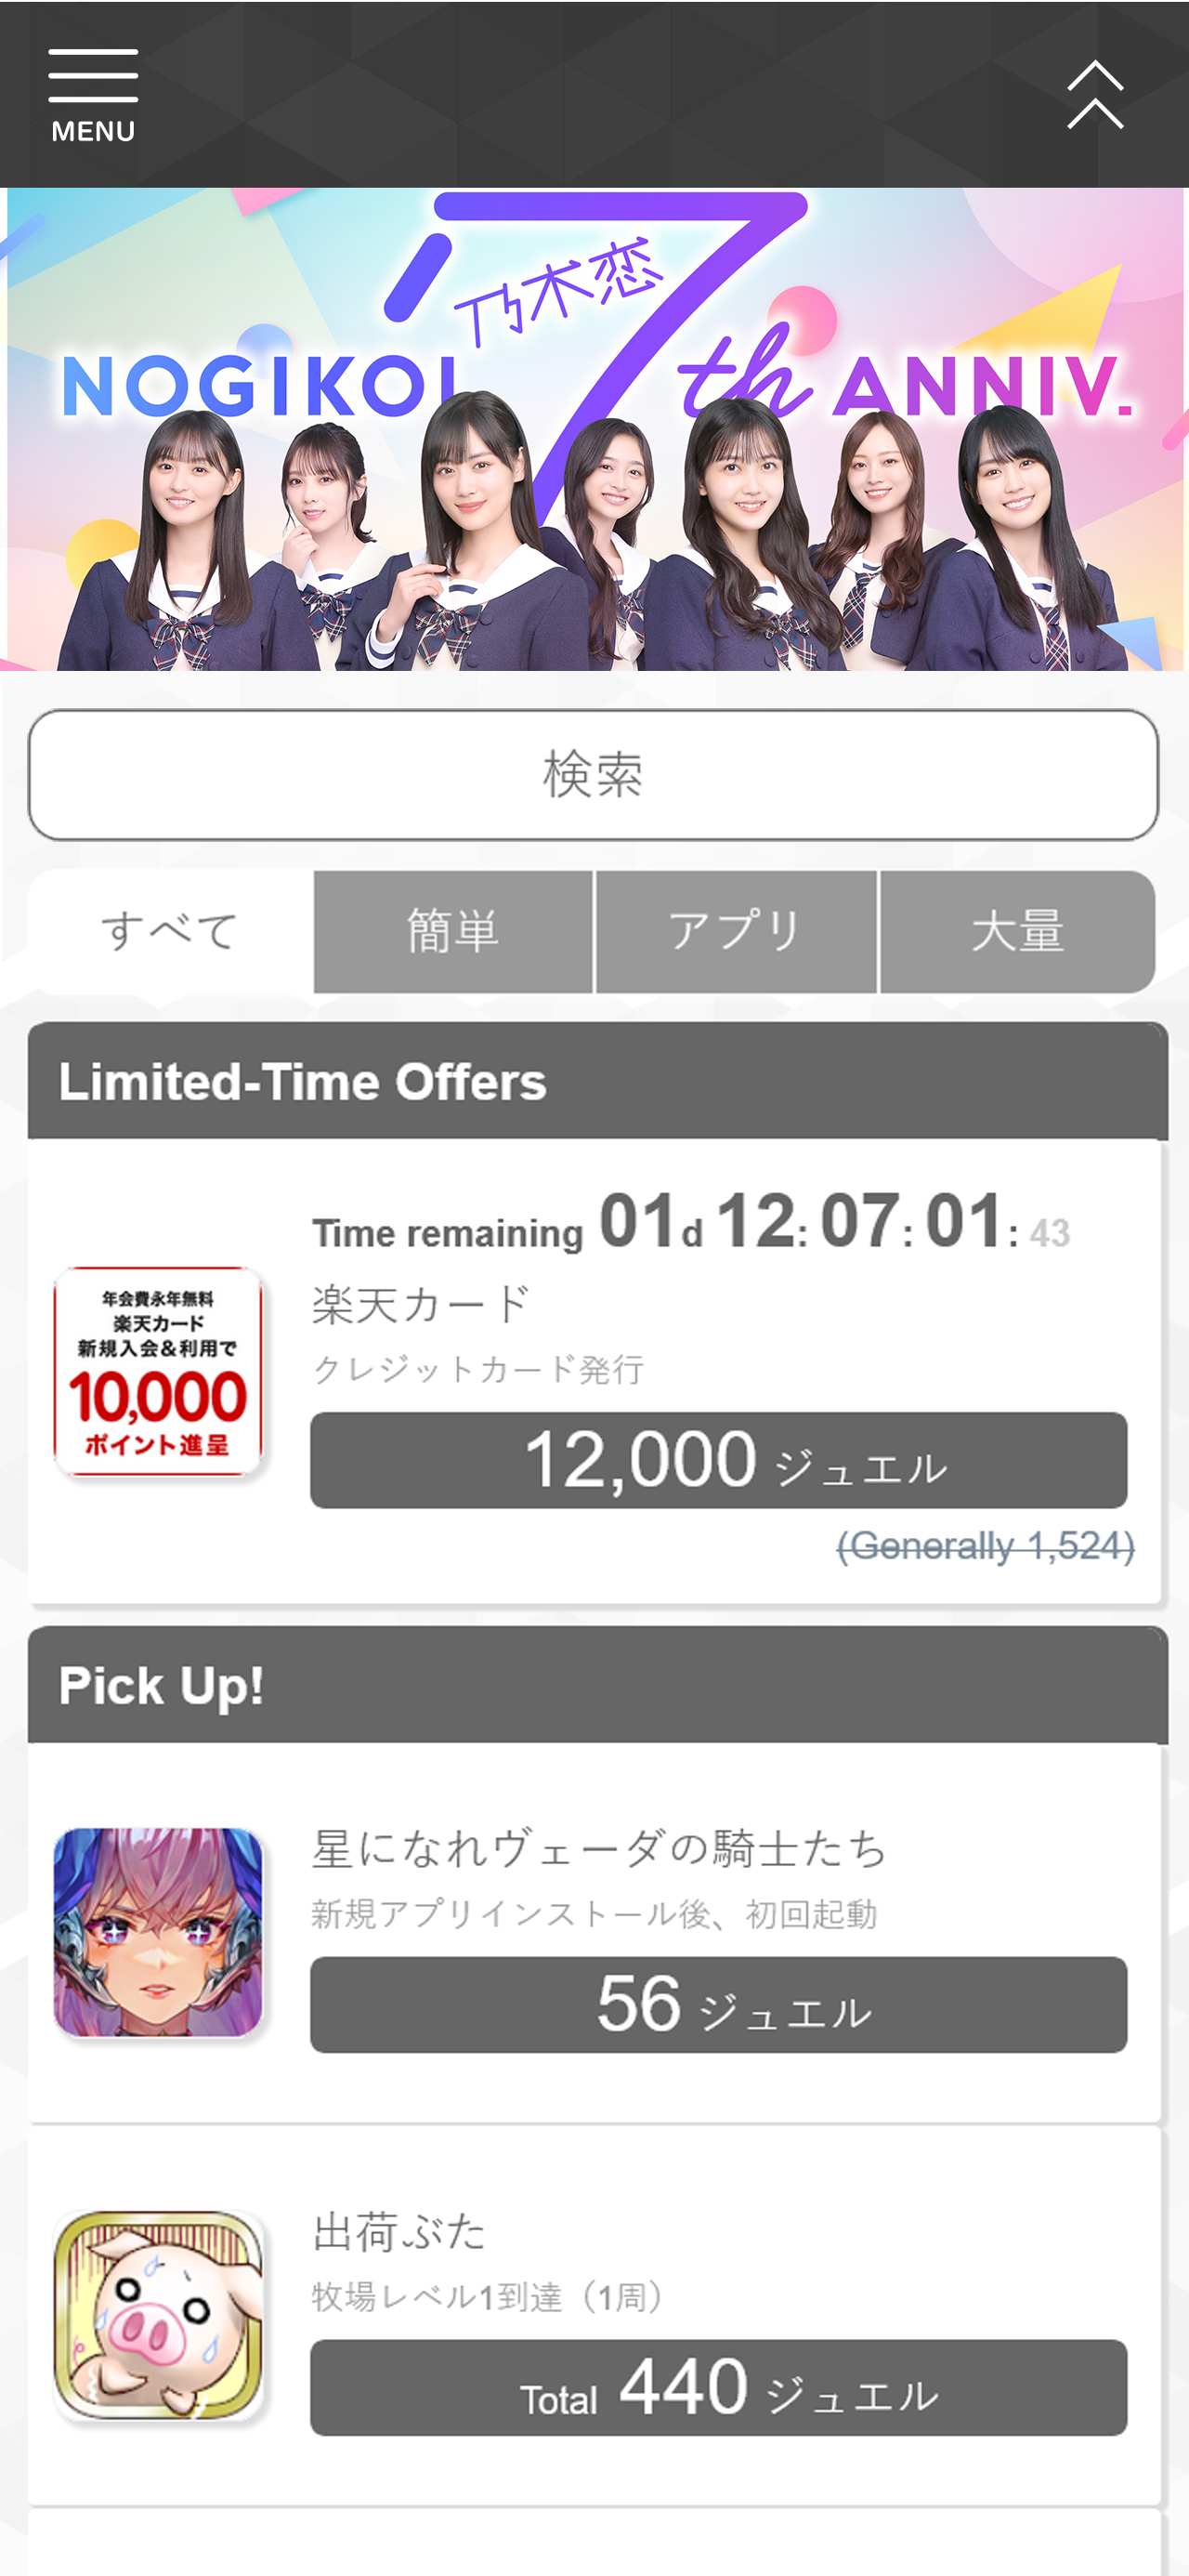 MENU
乃木恋
NOGIKOI 7th ANNIV.
検索
すべて
簡単
アプリ
大量
Limited-Time Offers
Time remaining 01d 12: 07: 01: 43
年会費永年無料
楽天カード
新規入会&利用で
10,000
ポイント進呈
楽天カード
クレジットカード発行
12,000 ジュエル
(Generally 1,524)
Pick Up!
星になれヴェーダの騎士たち
新規アプリインストール後、初回起動
56 ジュエル
出荷ぶた
牧場レベル1到達（1周）
Total 440 ジュエル